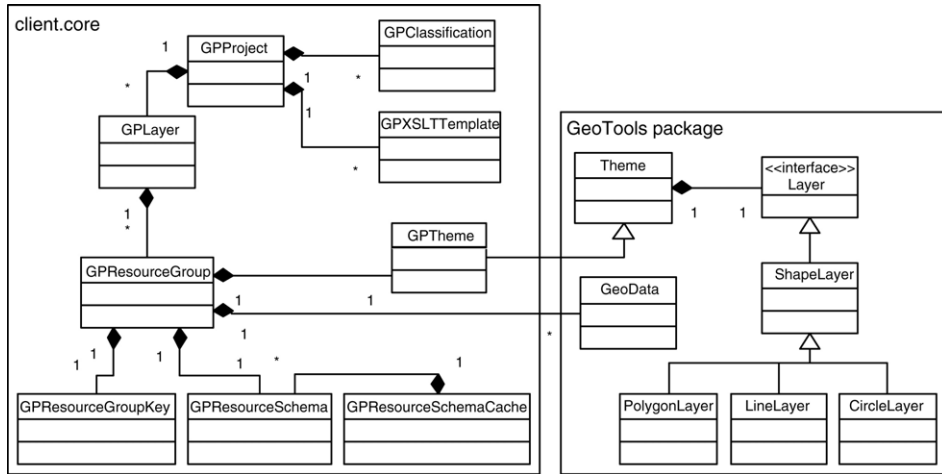 client.core
GPProject
GPClassification
1
1
*
*
GPXSLTTemplate
1
*
GPLayer
GeoTools package
Theme
<<interface>>
Layer
1
1
1
*
GPTheme
GPResourceGroup
ShapeLayer
GeoData
1
1
1
*
1
1
1
1
*
1
GPResourceGroupKey
GPResourceSchema
GPResourceSchemaCache
PolygonLayer
LineLayer
CircleLayer